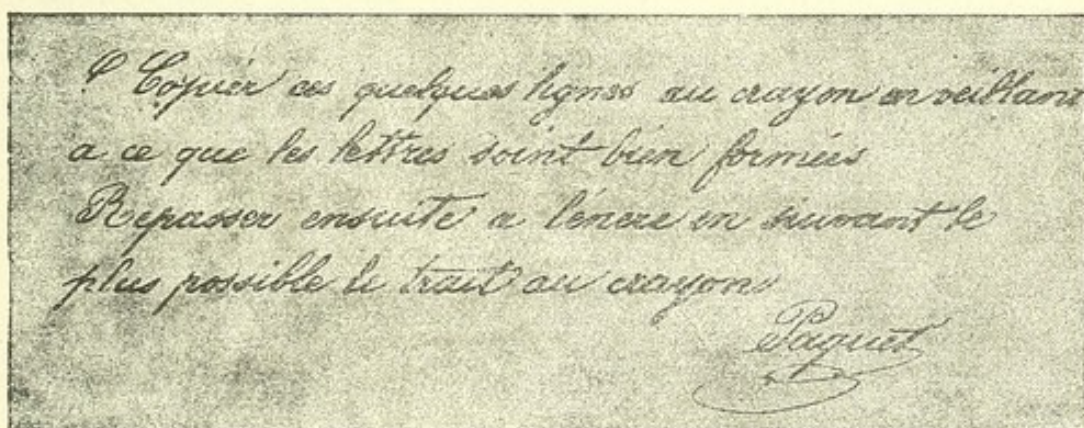 Copier ces quelques lignes au crayon en veillant
a ce que les lettres soint bien formées
Repasser ensuite a l'encre en suivant le
plus possible le trait au crayon
Paquet